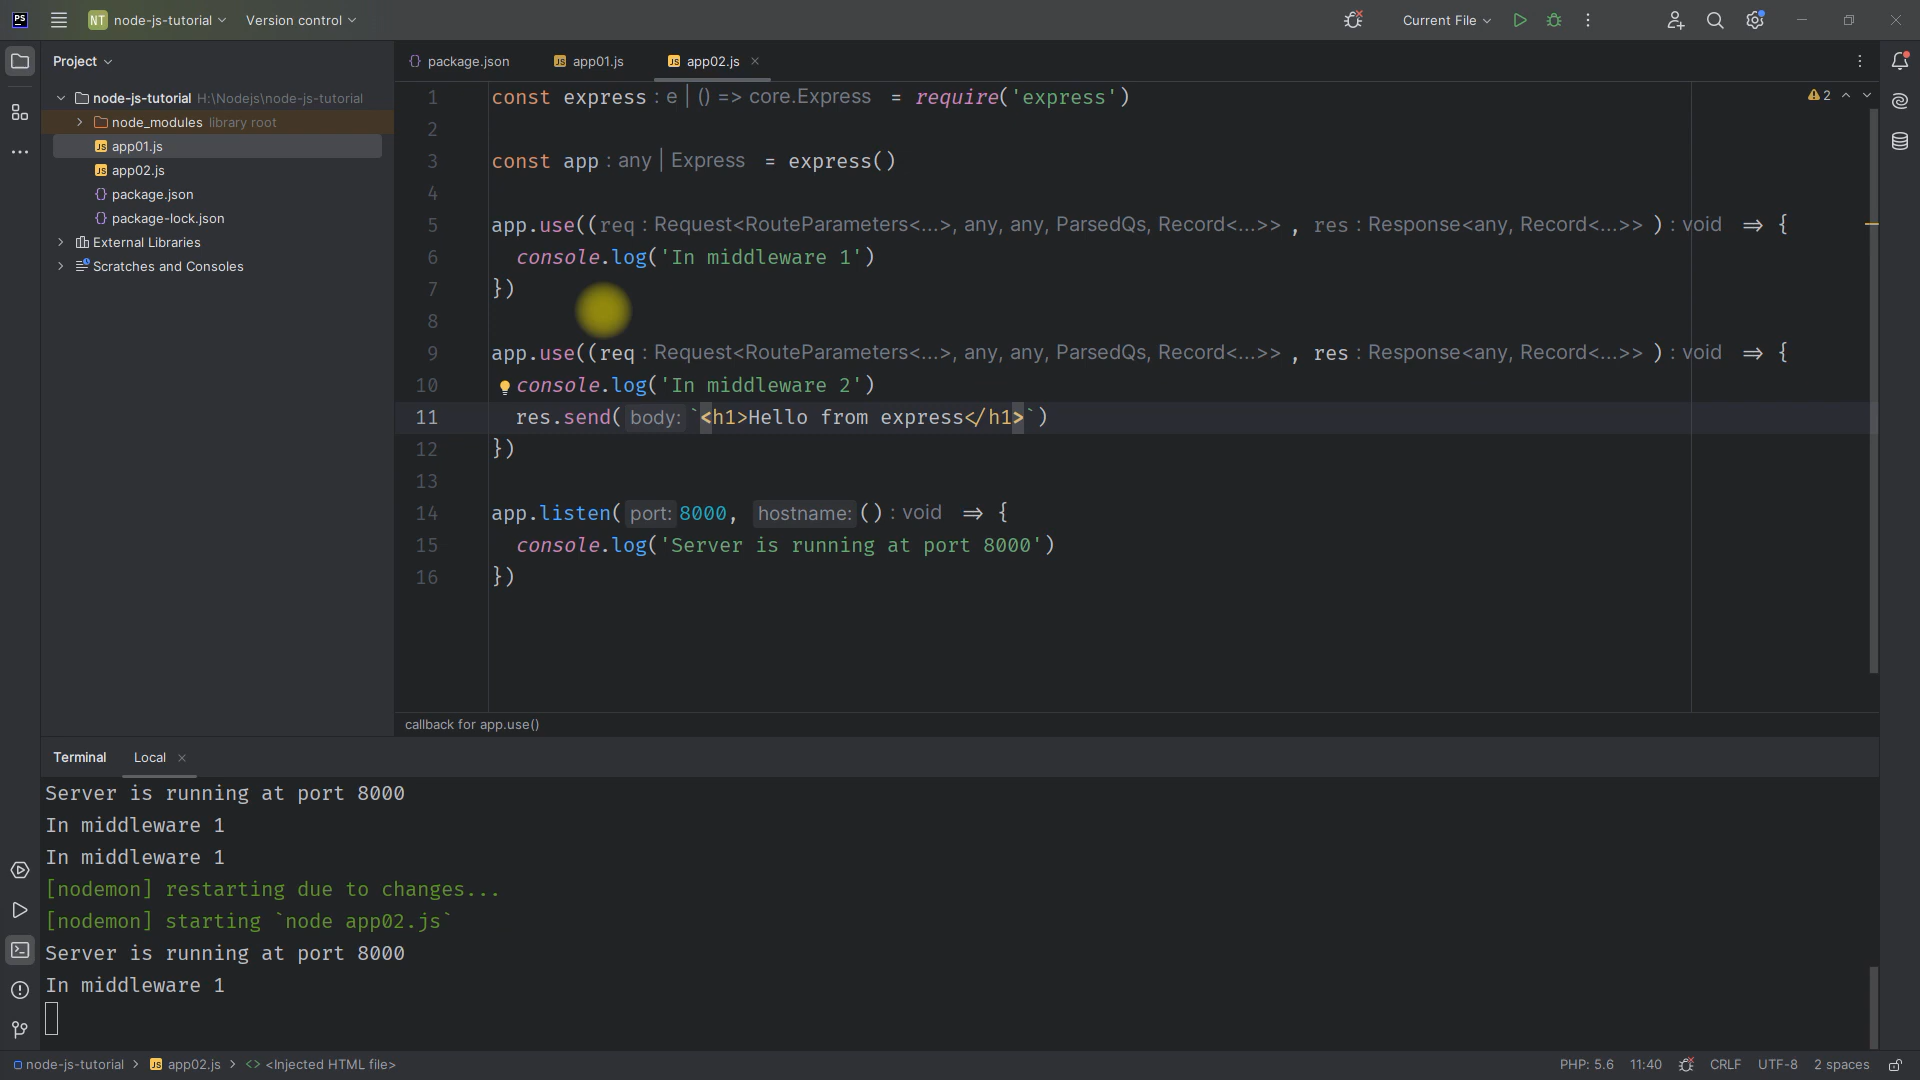 PS
NT node-js-tutorial Version control Current File
Project
node-js-tutorial H:\Nodejs\node-js-tutorial
node_modules library root
JS app01.js
JS app02.js
{} package.json
{} package-lock.json
External Libraries
Scratches and Consoles
{} package.json JS app01.js JS app02.js
2
1 const express : e | () => core.Express = require('express')
2
3 const app : any | Express = express()
4
5 app.use((req : Request<RouteParameters<...>, any, any, ParsedQs, Record<...>> , res : Response<any, Record<...>> ) : void => {
6 console.log('In middleware 1')
7 })
8
9 app.use((req : Request<RouteParameters<...>, any, any, ParsedQs, Record<...>> , res : Response<any, Record<...>> ) : void => {
10 console.log('In middleware 2')
11 res.send( body: `<h1>Hello from express</h1>`)
12 })
13
14 app.listen( port: 8000, hostname: () : void => {
15 console.log('Server is running at port 8000')
16 })
callback for app.use()
Terminal Local
Server is running at port 8000
In middleware 1
In middleware 1
[nodemon] restarting due to changes...
[nodemon] starting `node app02.js`
Server is running at port 8000
In middleware 1
node-js-tutorial > JS app02.js > <> <Injected HTML file> PHP: 5.6 11:40 CRLF UTF-8 2 spaces